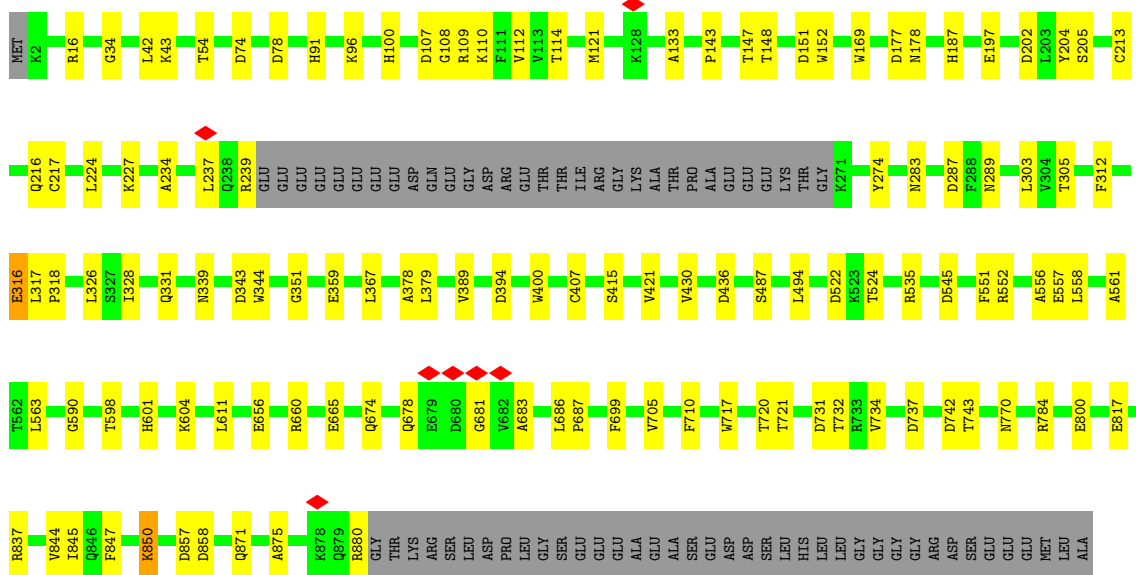 MET K2 R16 G34 L42 K43 T54 D74 D78 H91 K96 H100 D107 G108 R109 K110 F111 V112 V113 T114 M121 K128 A133 P143 T147 T148 D151 W152 W169 D177 N178 H187 E197 D202 L203 Y204 S205 C213
Q216 C217 L224 K227 A234 L237 Q238 R239 GLU GLU GLU GLU GLU GLU GLU GLU ASP GLN GLU GLY ASP ARG GLU THR THR ILE ARG GLY LYS ALA THR PRO ALA GLU GLU GLU LYS THR GLY K271 Y274 N283 D287 F288 N289 L303 V304 T305 F312
E316 L317 P318 L326 S327 I328 Q331 N339 D343 W344 G351 E359 L367 A378 L379 V389 D394 W400 C407 S415 V421 V430 D436 S487 L494 D522 K523 T524 R535 D545 F551 R552 A556 E557 L558 A561
T562 L563 G590 T598 H601 K604 L611 E656 R660 E665 Q674 Q678 E679 D680 G681 V682 A683 L686 P687 F699 V705 F710 W717 T720 T721 D731 T732 R733 V734 D737 D742 T743 N770 R784 E800 E817
R837 V844 I845 Q846 F847 K850 D857 D858 Q871 A875 K878 Q879 R880 GLY THR LYS ARG SER LEU ASP PRO LEU GLY SER GLU GLU GLU ALA GLU ALA SER GLU ASP ASP SER LEU HIS LEU LEU GLY GLY GLY GLY ARG ASP SER GLU GLU GLU MET LEU ALA